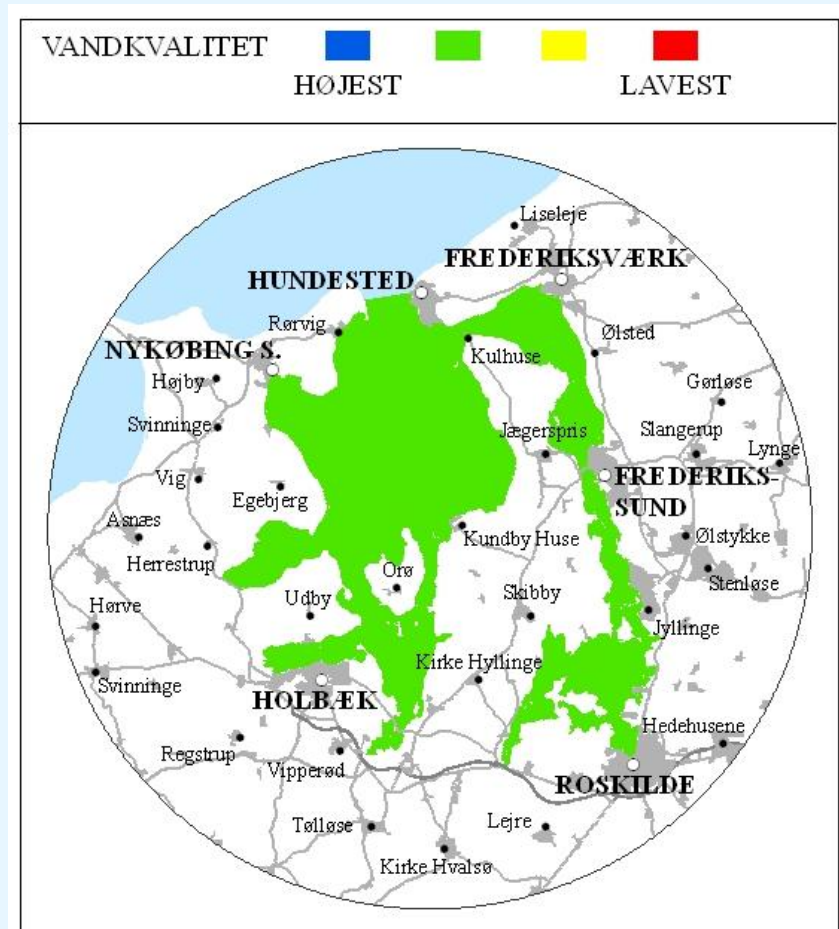 VANDKVALITET
HØJEST
LAVEST
Liseleje
FREDERIKSVÆRK
HUNDESTED
Rørvig
Ølsted
NYKØBING S.
Kulhuse
Højby
Gørløse
Svinninge
Jægerspris
Slangerup
Lynge
Vig
Egebjerg
FREDERIKS-
SUND
Asnæs
Kundby Huse
Ølstykke
Herrestrup
Orø
Stenløse
Udby
Skibby
Hørve
Jyllinge
Kirke Hyllinge
Svinninge
HOLBÆK
Hedehusene
Regstrup
Vipperød
ROSKILDE
Tølløse
Lejre
Kirke Hvalsø